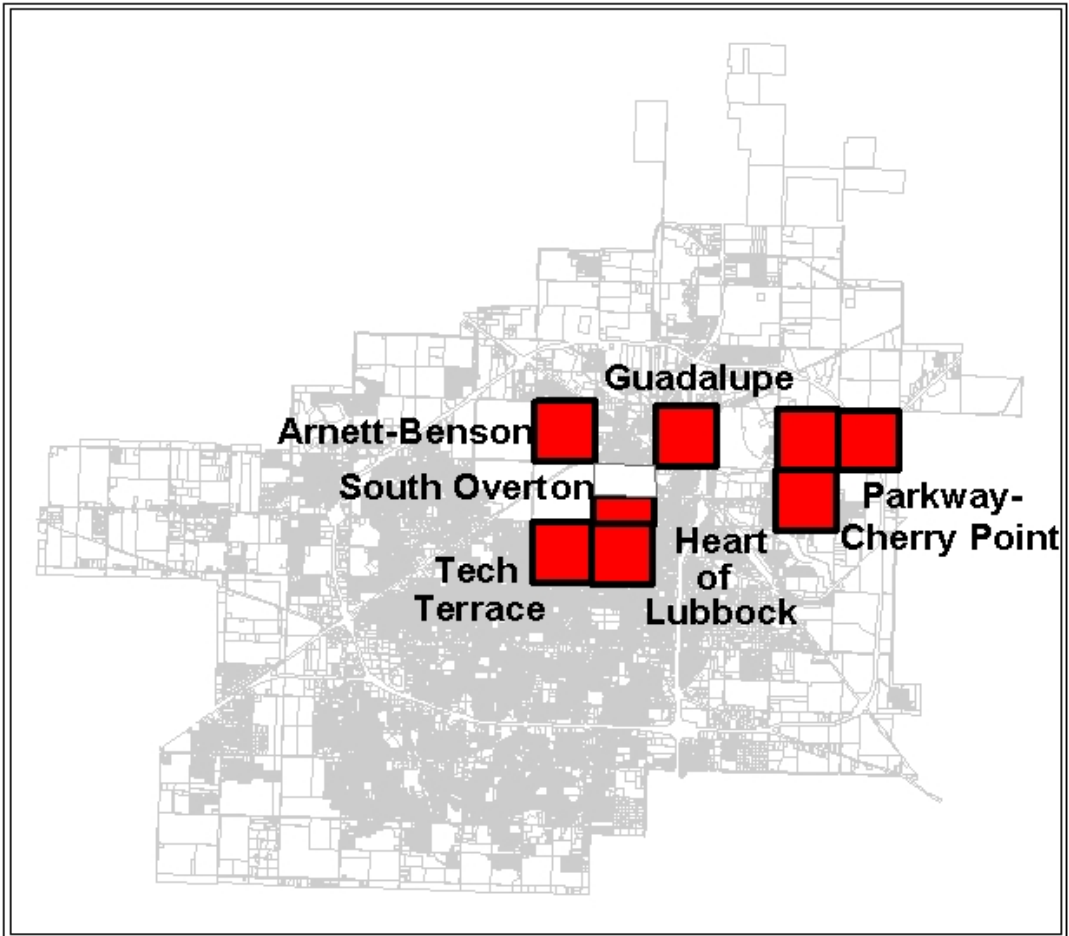 Guadalupe
Arnett-Benson
South Overton
Parkway-
Cherry Point
Heart
of
Lubbock
Tech
Terrace